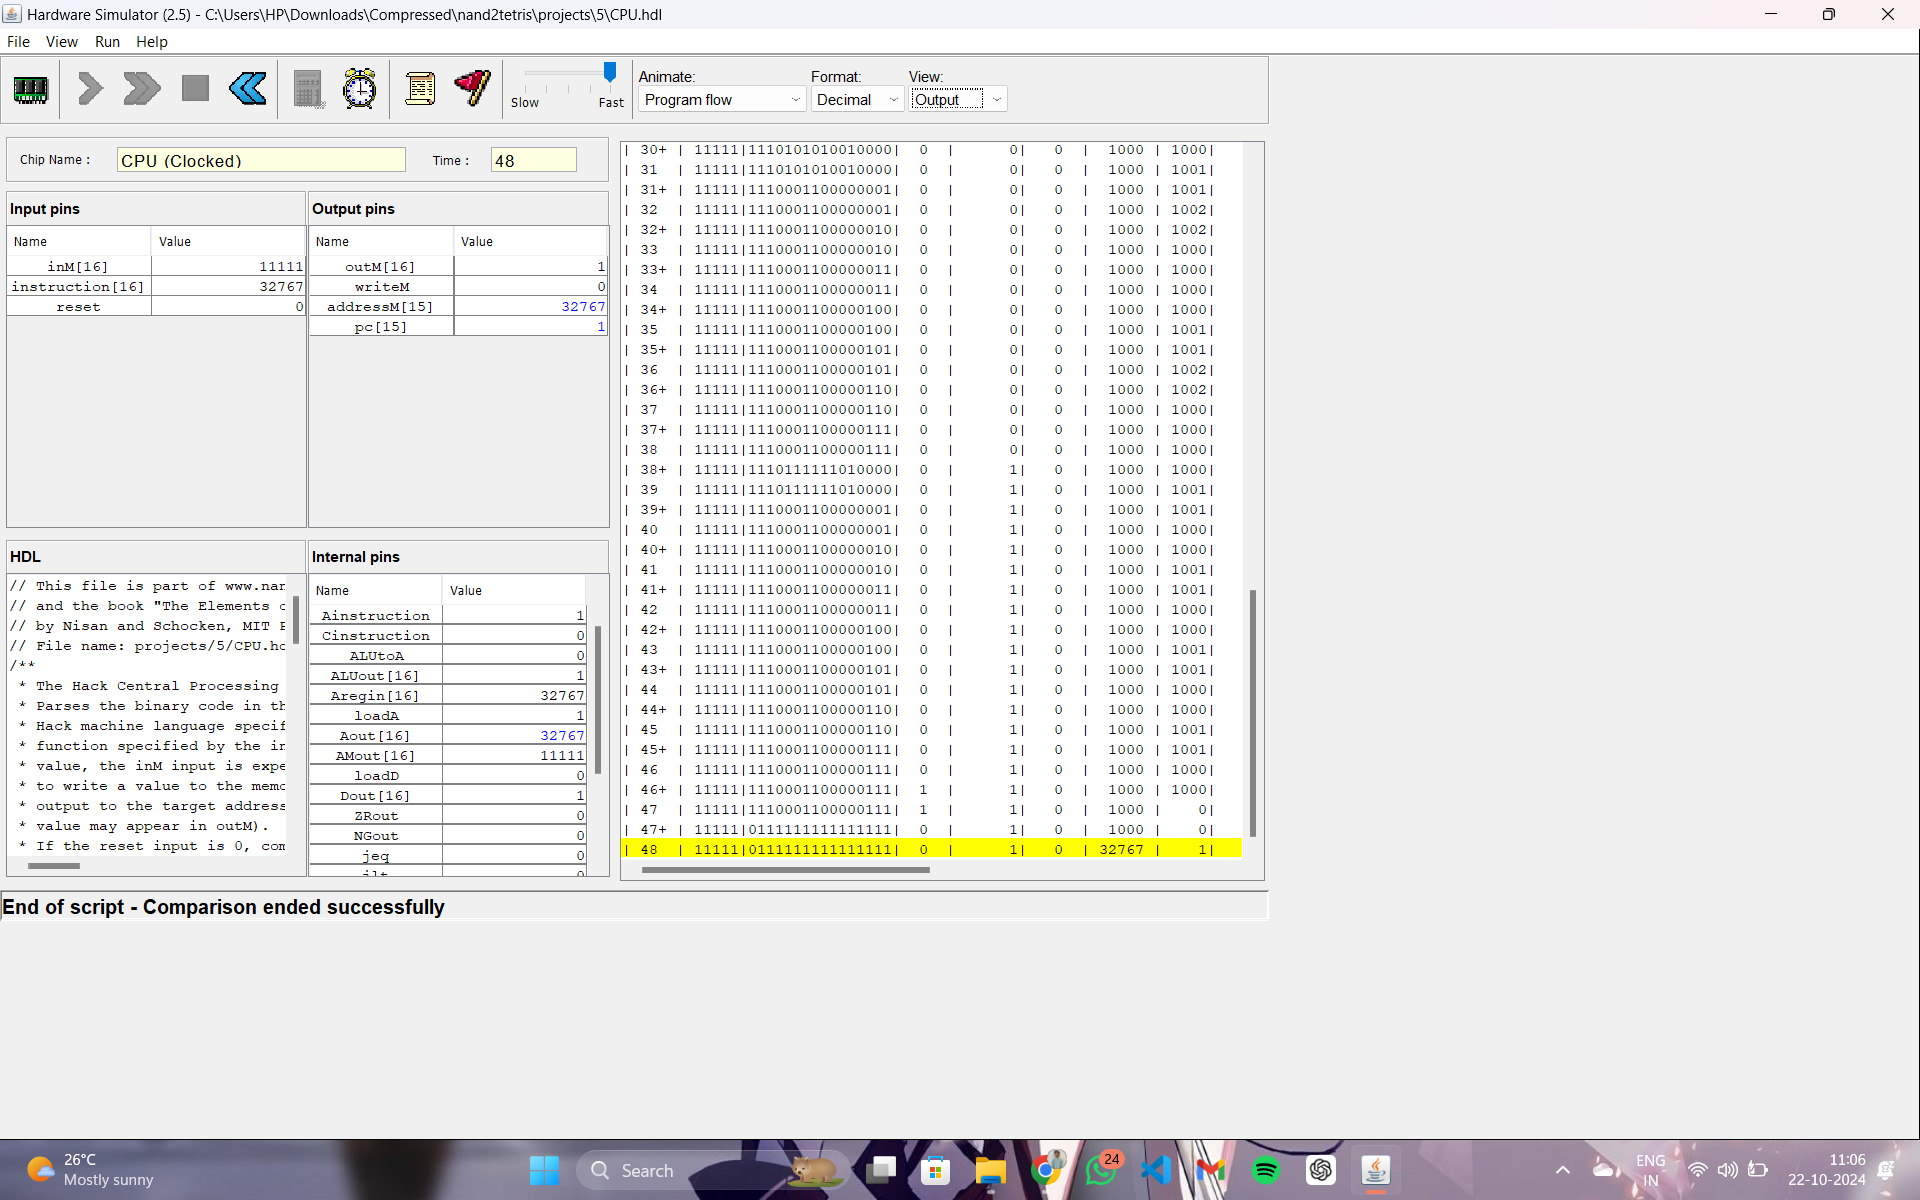 Hardware Simulator (2.5) - C:\Users\HP\Downloads\Compressed\nand2tetris\projects\5\CPU.hdl
File View Run Help
Slow Fast
Animate: Format: View:
Program flow Decimal Output
Chip Name : CPU (Clocked) Time : 48
Input pins
Name Value
inM[16] 11111
instruction[16] 32767
reset 0
Output pins
Name Value
outM[16] 1
writeM 0
addressM[15] 32767
pc[15] 1
HDL
// This file is part of www.nan
// and the book "The Elements o
// by Nisan and Schocken, MIT P
// File name: projects/5/CPU.hd
/**
* The Hack Central Processing
* Parses the binary code in th
* Hack machine language specif
* function specified by the in
* value, the inM input is expe
* to write a value to the memo
* output to the target address
* value may appear in outM).
* If the reset input is 0, com
Internal pins
Name Value
Ainstruction 1
Cinstruction 0
ALUtoA 0
ALUout[16] 1
Aregin[16] 32767
loadA 1
Aout[16] 32767
AMout[16] 11111
loadD 0
Dout[16] 1
ZRout 0
NGout 0
jeq 0
| 30+ | 11111|1110101010010000| 0 | 0| 0 | 1000 | 1000|
| 31 | 11111|1110101010010000| 0 | 0| 0 | 1000 | 1001|
| 31+ | 11111|1110001100000001| 0 | 0| 0 | 1000 | 1001|
| 32 | 11111|1110001100000001| 0 | 0| 0 | 1000 | 1002|
| 32+ | 11111|1110001100000010| 0 | 0| 0 | 1000 | 1002|
| 33 | 11111|1110001100000010| 0 | 0| 0 | 1000 | 1000|
| 33+ | 11111|1110001100000011| 0 | 0| 0 | 1000 | 1000|
| 34 | 11111|1110001100000011| 0 | 0| 0 | 1000 | 1000|
| 34+ | 11111|1110001100000100| 0 | 0| 0 | 1000 | 1000|
| 35 | 11111|1110001100000100| 0 | 0| 0 | 1000 | 1001|
| 35+ | 11111|1110001100000101| 0 | 0| 0 | 1000 | 1001|
| 36 | 11111|1110001100000101| 0 | 0| 0 | 1000 | 1002|
| 36+ | 11111|1110001100000110| 0 | 0| 0 | 1000 | 1002|
| 37 | 11111|1110001100000110| 0 | 0| 0 | 1000 | 1000|
| 37+ | 11111|1110001100000111| 0 | 0| 0 | 1000 | 1000|
| 38 | 11111|1110001100000111| 0 | 0| 0 | 1000 | 1000|
| 38+ | 11111|1110111111010000| 0 | 1| 0 | 1000 | 1000|
| 39 | 11111|1110111111010000| 0 | 1| 0 | 1000 | 1001|
| 39+ | 11111|1110001100000001| 0 | 1| 0 | 1000 | 1001|
| 40 | 11111|1110001100000001| 0 | 1| 0 | 1000 | 1000|
| 40+ | 11111|1110001100000010| 0 | 1| 0 | 1000 | 1000|
| 41 | 11111|1110001100000010| 0 | 1| 0 | 1000 | 1001|
| 41+ | 11111|1110001100000011| 0 | 1| 0 | 1000 | 1001|
| 42 | 11111|1110001100000011| 0 | 1| 0 | 1000 | 1000|
| 42+ | 11111|1110001100000100| 0 | 1| 0 | 1000 | 1000|
| 43 | 11111|1110001100000100| 0 | 1| 0 | 1000 | 1001|
| 43+ | 11111|1110001100000101| 0 | 1| 0 | 1000 | 1001|
| 44 | 11111|1110001100000101| 0 | 1| 0 | 1000 | 1000|
| 44+ | 11111|1110001100000110| 0 | 1| 0 | 1000 | 1000|
| 45 | 11111|1110001100000110| 0 | 1| 0 | 1000 | 1001|
| 45+ | 11111|1110001100000111| 0 | 1| 0 | 1000 | 1001|
| 46 | 11111|1110001100000111| 0 | 1| 0 | 1000 | 1000|
| 46+ | 11111|1110001100000111| 1 | 1| 0 | 1000 | 1000|
| 47 | 11111|1110001100000111| 1 | 1| 0 | 1000 | 0|
| 47+ | 11111|0111111111111111| 0 | 1| 0 | 1000 | 0|
| 48 | 11111|0111111111111111| 0 | 1| 0 | 32767 | 1|
End of script - Comparison ended successfully
26°C
Mostly sunny
Search
24
ENG
IN
11:06
22-10-2024